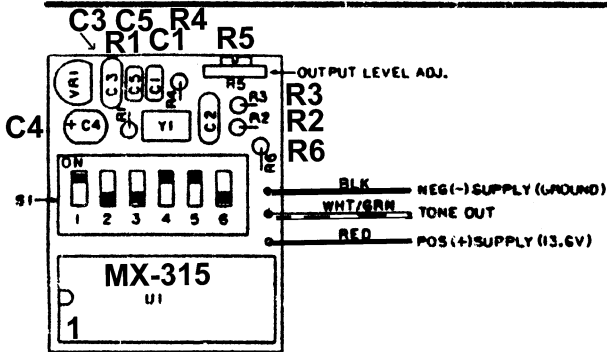 C3 C5 R4
R1 C1 R5
VR1 C3 C5 C1 R4 R5 OUTPUT LEVEL ADJ.
R3 R3
C4 +C4 R1 Y1 C2 R2 R2
R6 R6
ON
BLK NEG(-) SUPPLY (GROUND)
S1 WHT/GRN TONE OUT
1 2 3 4 5 6
RED POS (+) SUPPLY (13.6V)
MX-315
U1
1